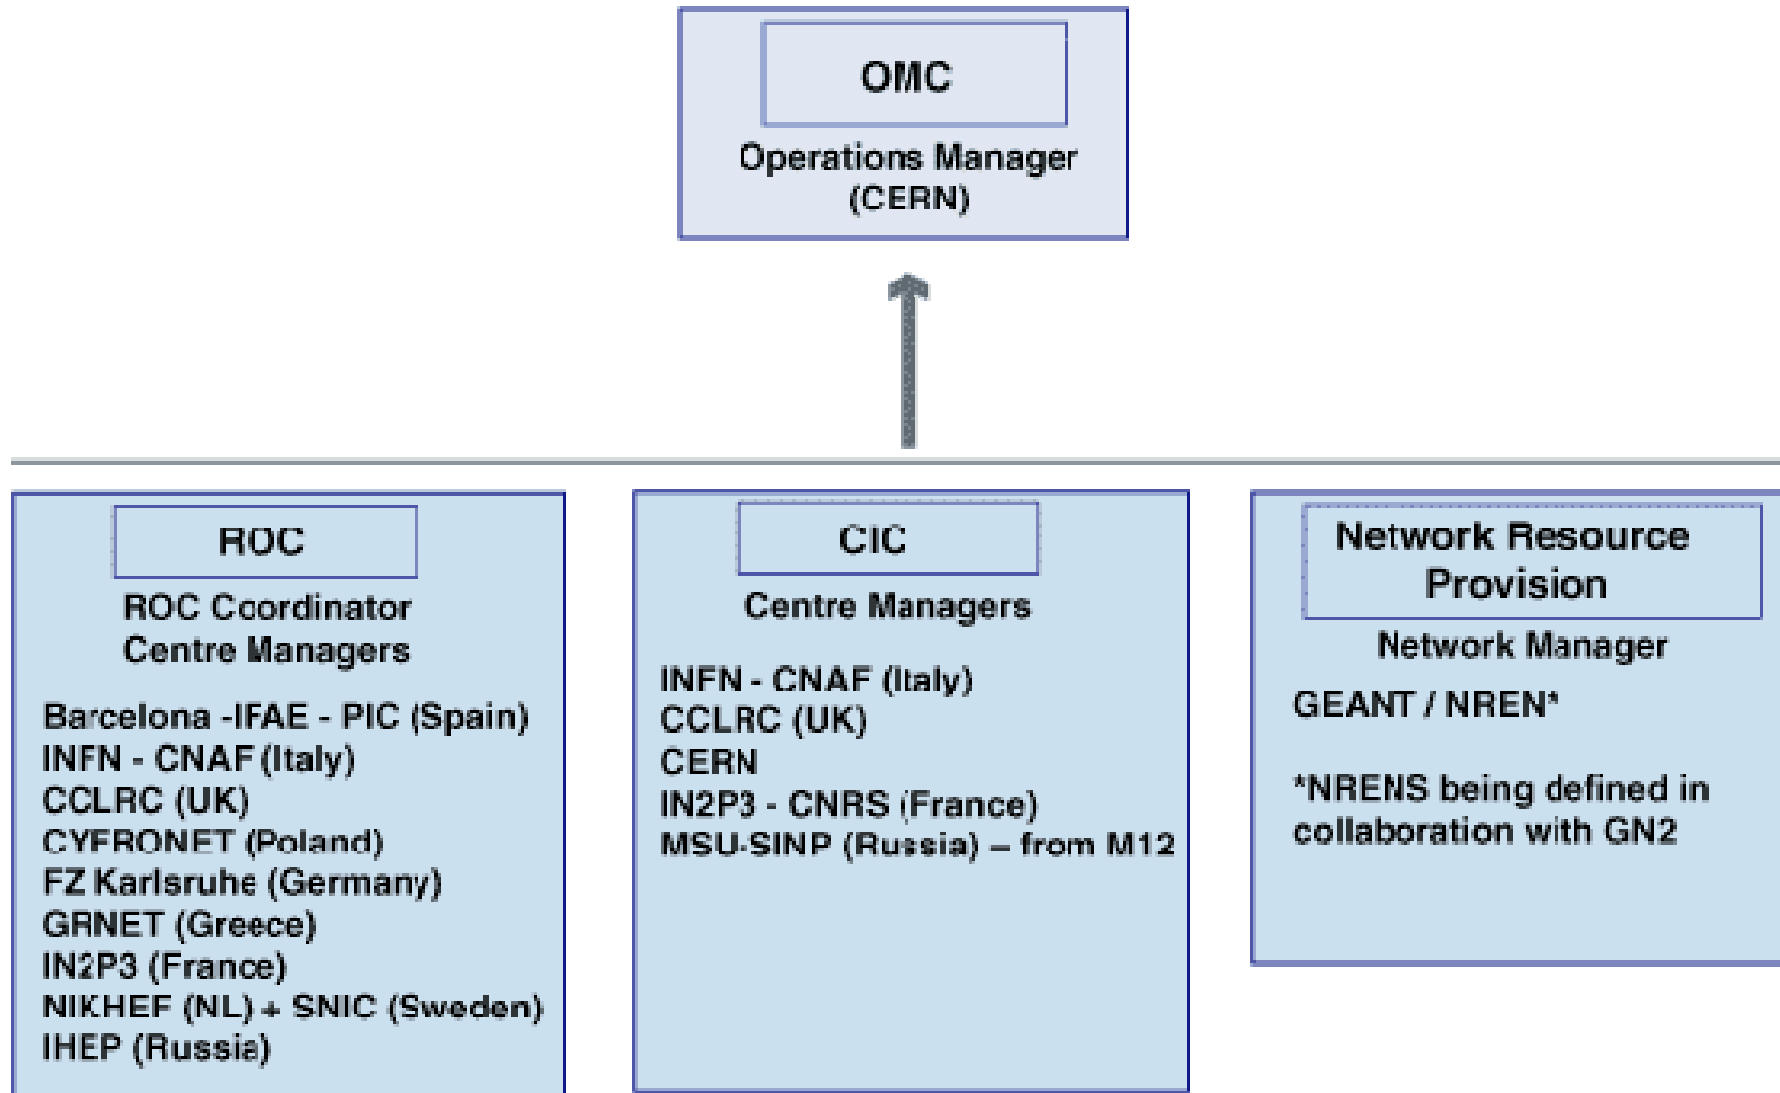 OMC
Operations Manager
(CERN)
ROC
ROC Coordinator
Centre Managers
Barcelona -IFAE - PIC (Spain)
INFN - CNAF (Italy)
CCLRC (UK)
CYFRONET (Poland)
FZ Karlsruhe (Germany)
GRNET (Greece)
IN2P3 (France)
NIKHEF (NL) + SNIC (Sweden)
IHEP (Russia)
CIC
Centre Managers
INFN - CNAF (Italy)
CCLRC (UK)
CERN
IN2P3 - CNRS (France)
MSU-SINP (Russia) – from M12
Network Resource
Provision
Network Manager
GEANT / NREN*
*NRENS being defined in
collaboration with GN2